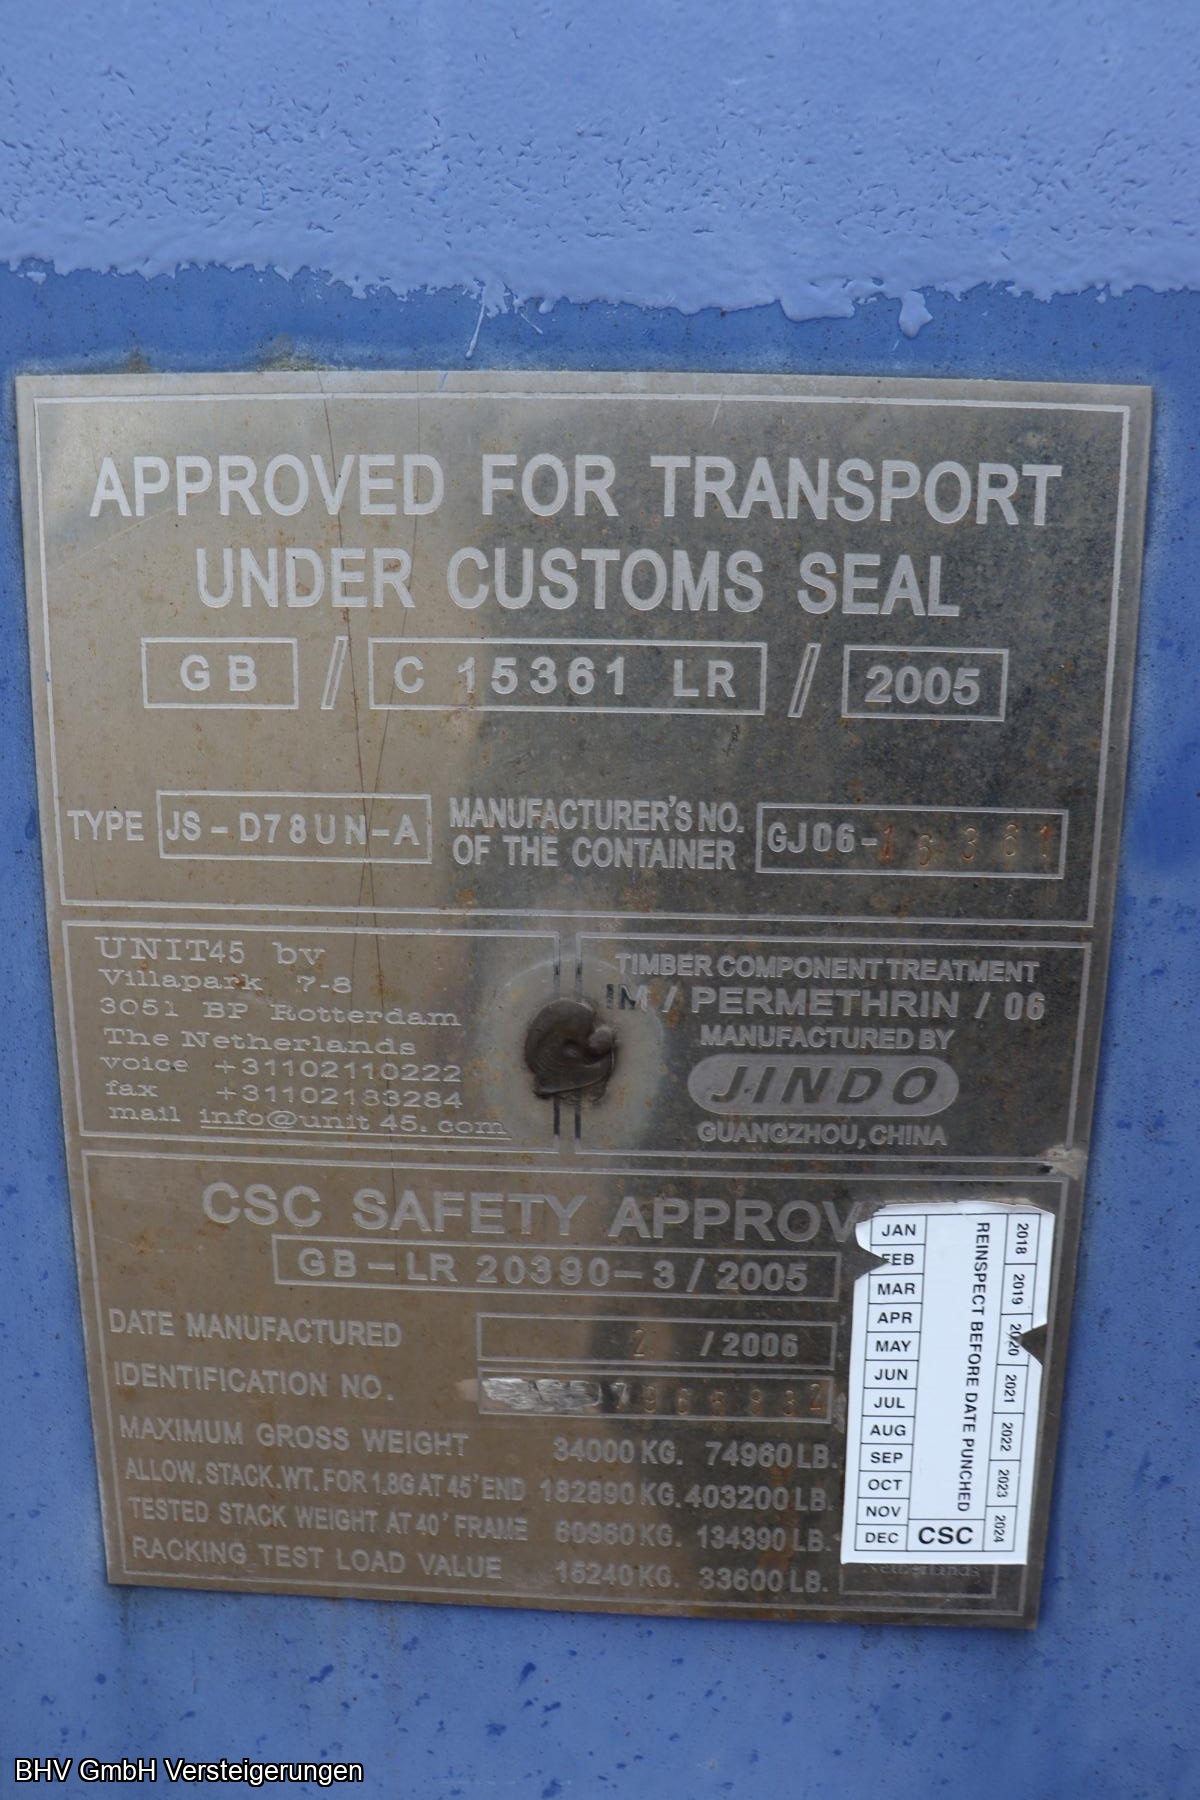 APPROVED FOR TRANSPORT
UNDER CUSTOMS SEAL
GB / C 15361 LR / 2005
TYPE JS-D78UN-A MANUFACTURER'S NO. OF THE CONTAINER GJ06-16361
UNIT45 bv
Villapark 7-8
3051 BP Rotterdam
The Netherlands
voice +31102110222
fax +31102183284
mail info@unit45.com
TIMBER COMPONENT TREATMENT
IM / PERMETHRIN / 06
MANUFACTURED BY
JINDO
GUANGZHOU, CHINA
CSC SAFETY APPROV
GB-LR 20390-3 / 2005
DATE MANUFACTURED 2 / 2006
IDENTIFICATION NO.
MAXIMUM GROSS WEIGHT 34000 KG. 74960 LB.
ALLOW. STACK. WT. FOR 1.8G AT 45' END 182890 KG. 403200 LB.
TESTED STACK WEIGHT AT 40' FRAME 60960 KG. 134390 LB.
RACKING TEST LOAD VALUE 15240 KG. 33600 LB.
JAN
FEB
MAR
APR
MAY
JUN
JUL
AUG
SEP
OCT
NOV
DEC
REINSPECT BEFORE DATE PUNCHED
CSC
2018
2019
2020
2021
2022
2023
2024
Netherlands
BHV GmbH Versteigerungen